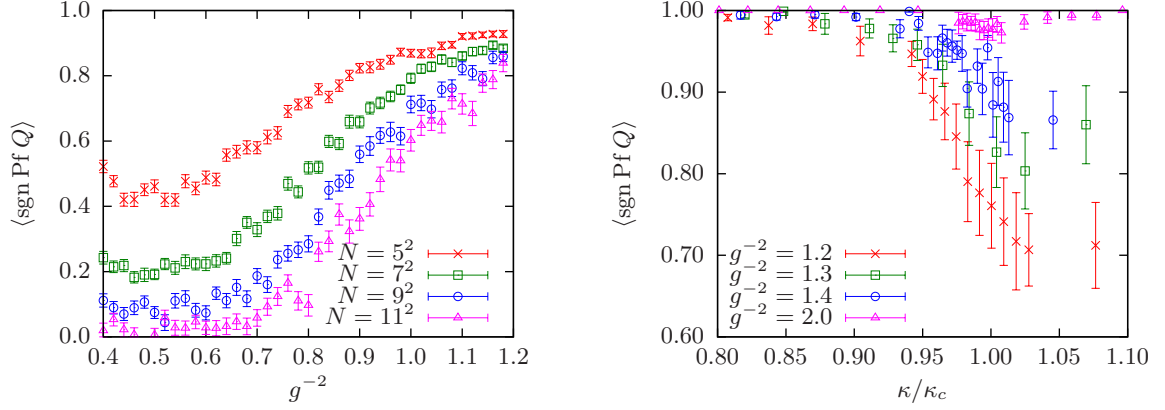 ⟨sgn Pf Q⟩
1.0
0.8
0.6
0.4
0.2
0.0
0.4 0.5 0.6 0.7 0.8 0.9 1.0 1.1 1.2
g⁻²
N = 5²
N = 7²
N = 9²
N = 11²
⟨sgn Pf Q⟩
1.00
0.90
0.80
0.70
0.60
0.80 0.85 0.90 0.95 1.00 1.05 1.10
κ/κ_c
g⁻² = 1.2
g⁻² = 1.3
g⁻² = 1.4
g⁻² = 2.0